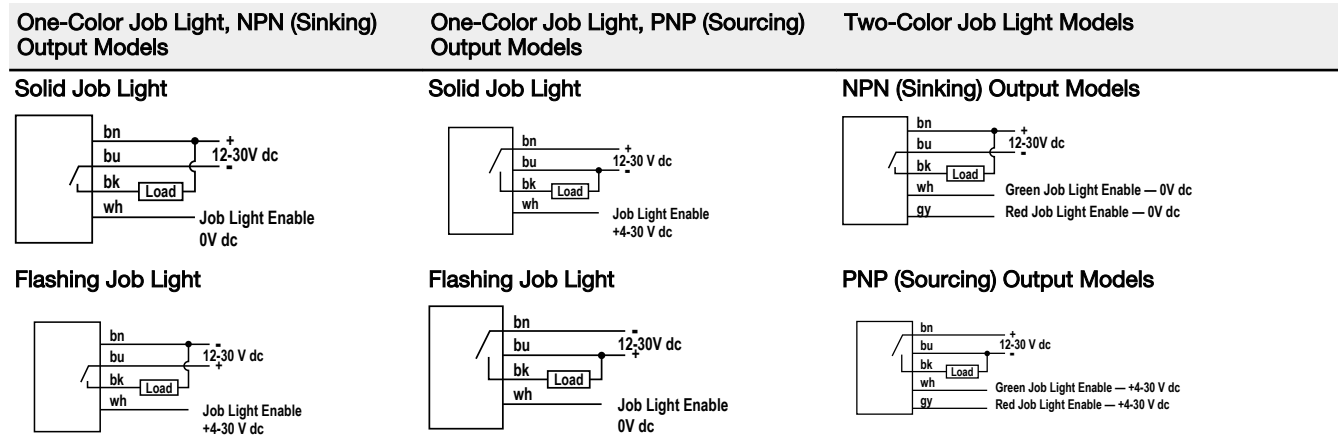 One-Color Job Light, NPN (Sinking)
Output Models
One-Color Job Light, PNP (Sourcing)
Output Models
Two-Color Job Light Models
Solid Job Light
bn
+
12-30V dc
bu
-
bk
Load
wh
Job Light Enable
0V dc
Solid Job Light
bn
+
12-30 V dc
bu
-
bk
Load
wh
Job Light Enable
+4-30 V dc
NPN (Sinking) Output Models
bn
+
12-30V dc
bu
-
bk
Load
wh
Green Job Light Enable — 0V dc
gy
Red Job Light Enable — 0V dc
Flashing Job Light
bn
-
12-30 V dc
bu
+
bk
Load
wh
Job Light Enable
+4-30 V dc
Flashing Job Light
bn
-
12-30V dc
bu
+
bk
Load
wh
Job Light Enable
0V dc
PNP (Sourcing) Output Models
bn
+
12-30 V dc
bu
-
bk
Load
wh
Green Job Light Enable — +4-30 V dc
gy
Red Job Light Enable — +4-30 V dc